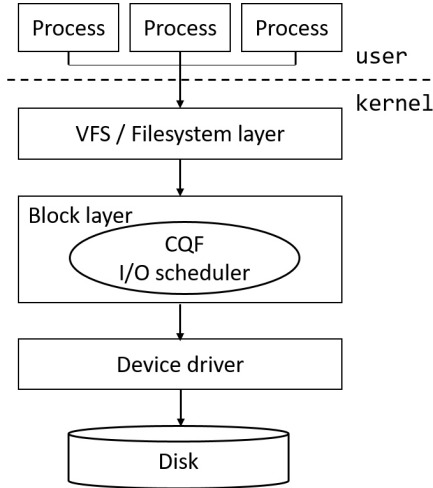 Process Process Process
user
kernel
VFS / Filesystem layer
Block layer
CQF
I/O scheduler
Device driver
Disk